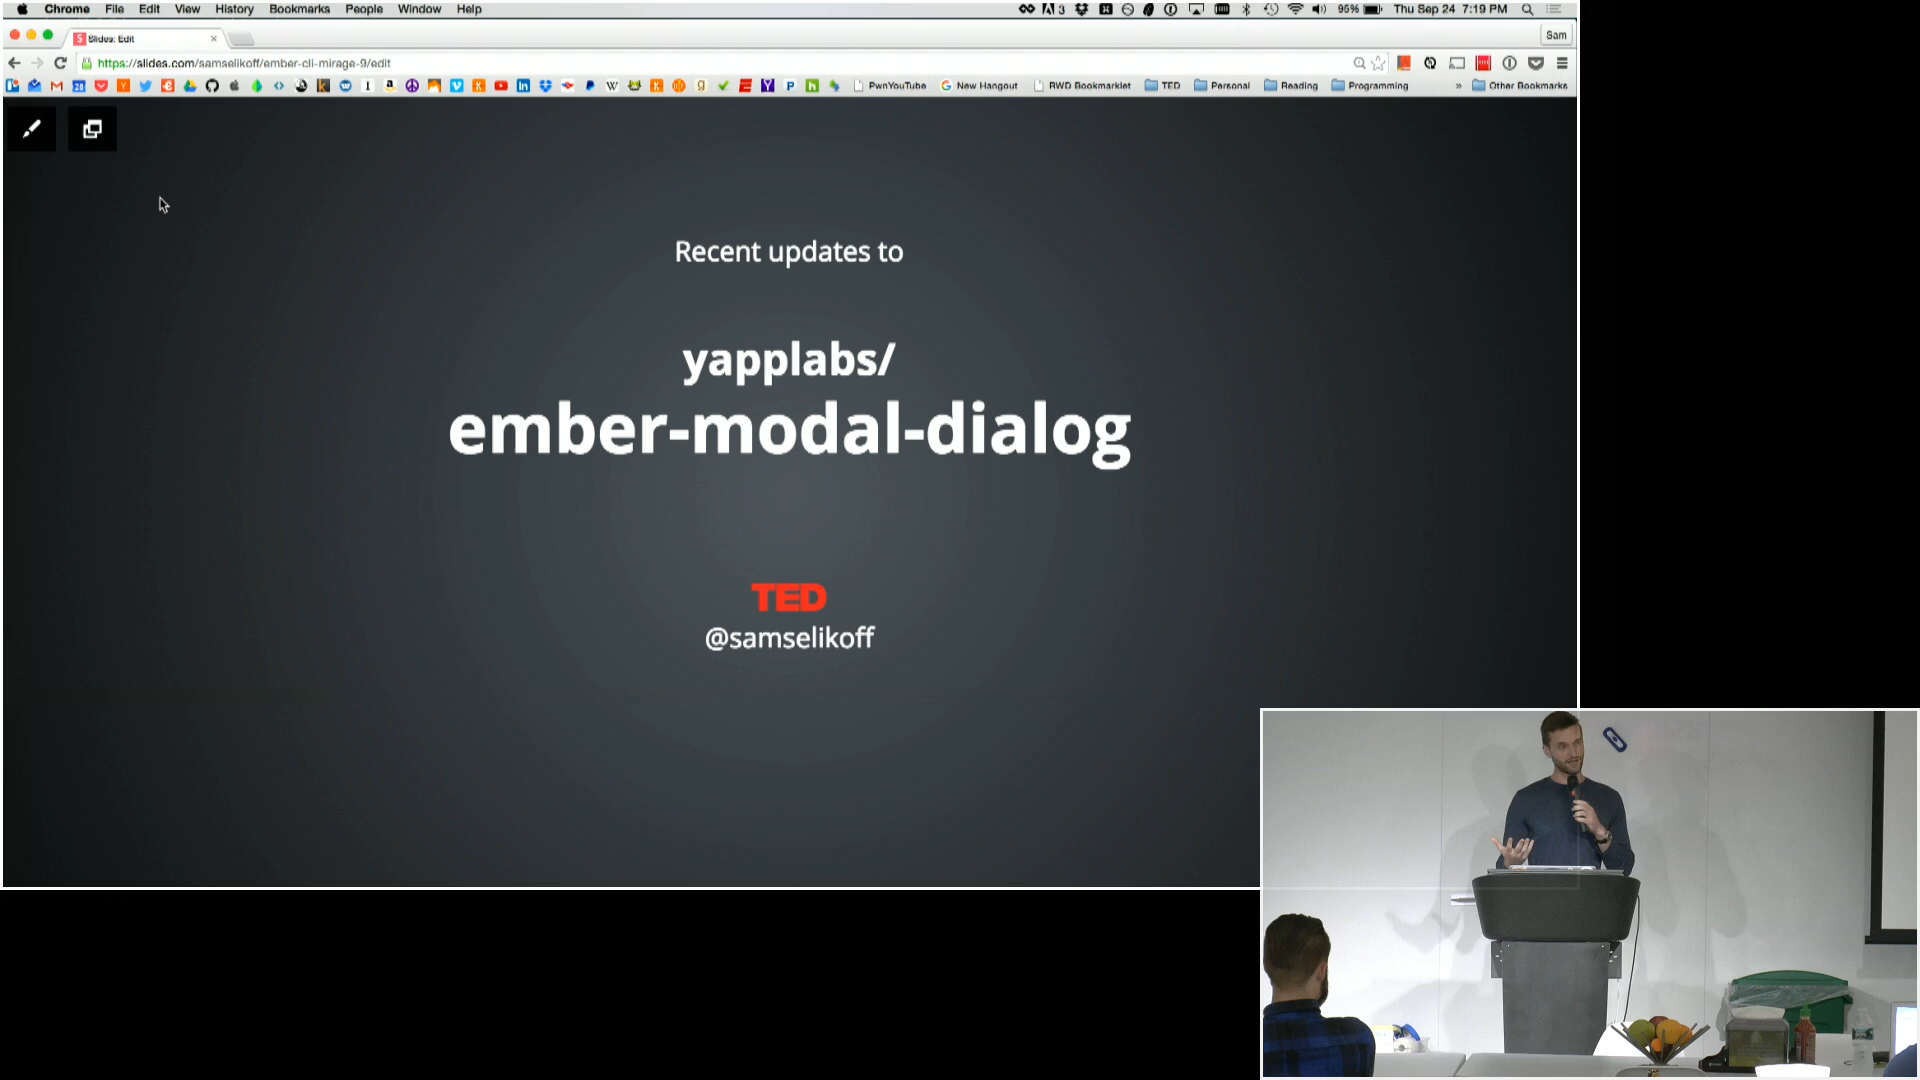 Chrome File Edit View History Bookmarks People Window Help
3 95% Thu Sep 24 7:19 PM
Slides: Edit
Sam
https://slides.com/samselikoff/ember-cli-mirage-9/edit
PwnYouTube New Hangout RWD Bookmarklet TED Personal Reading Programming » Other Bookmarks
Recent updates to
yapplabs/
ember-modal-dialog
TED
@samselikoff